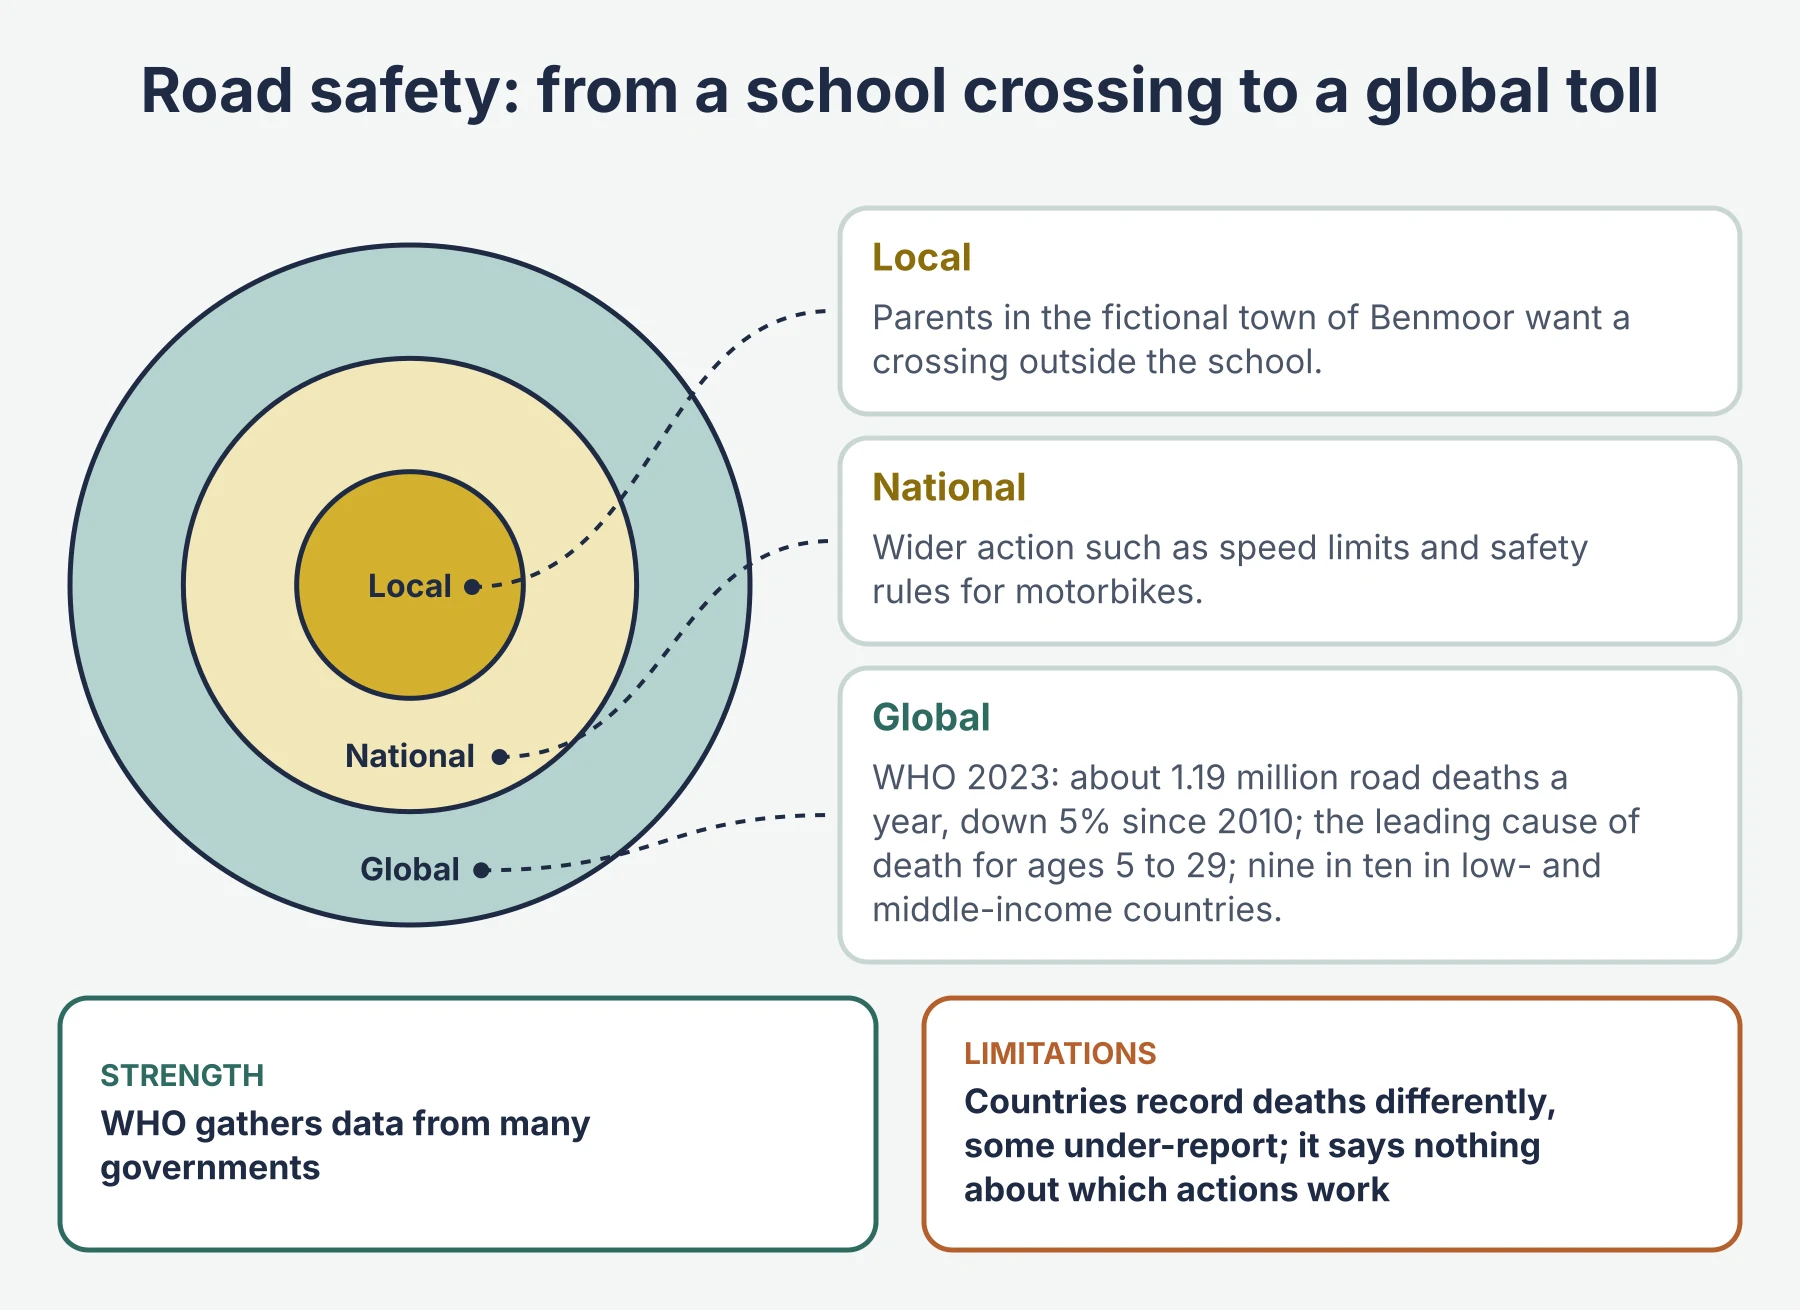 Road safety: from a school crossing to a global toll
Local
National
Global
Local
Parents in the fictional town of Benmoor want a
crossing outside the school.
National
Wider action such as speed limits and safety
rules for motorbikes.
Global
WHO 2023: about 1.19 million road deaths a
year, down 5% since 2010; the leading cause of
death for ages 5 to 29; nine in ten in low- and
middle-income countries.
STRENGTH
WHO gathers data from many
governments
LIMITATIONS
Countries record deaths differently,
some under-report; it says nothing
about which actions work